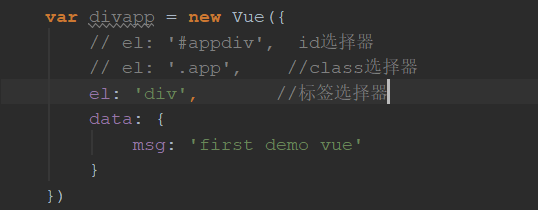 var divapp = new Vue({
// el: '#appdiv',  id选择器
// el: '.app',    //class选择器
el: 'div',       //标签选择器
data: {
msg: 'first demo vue'
}
})